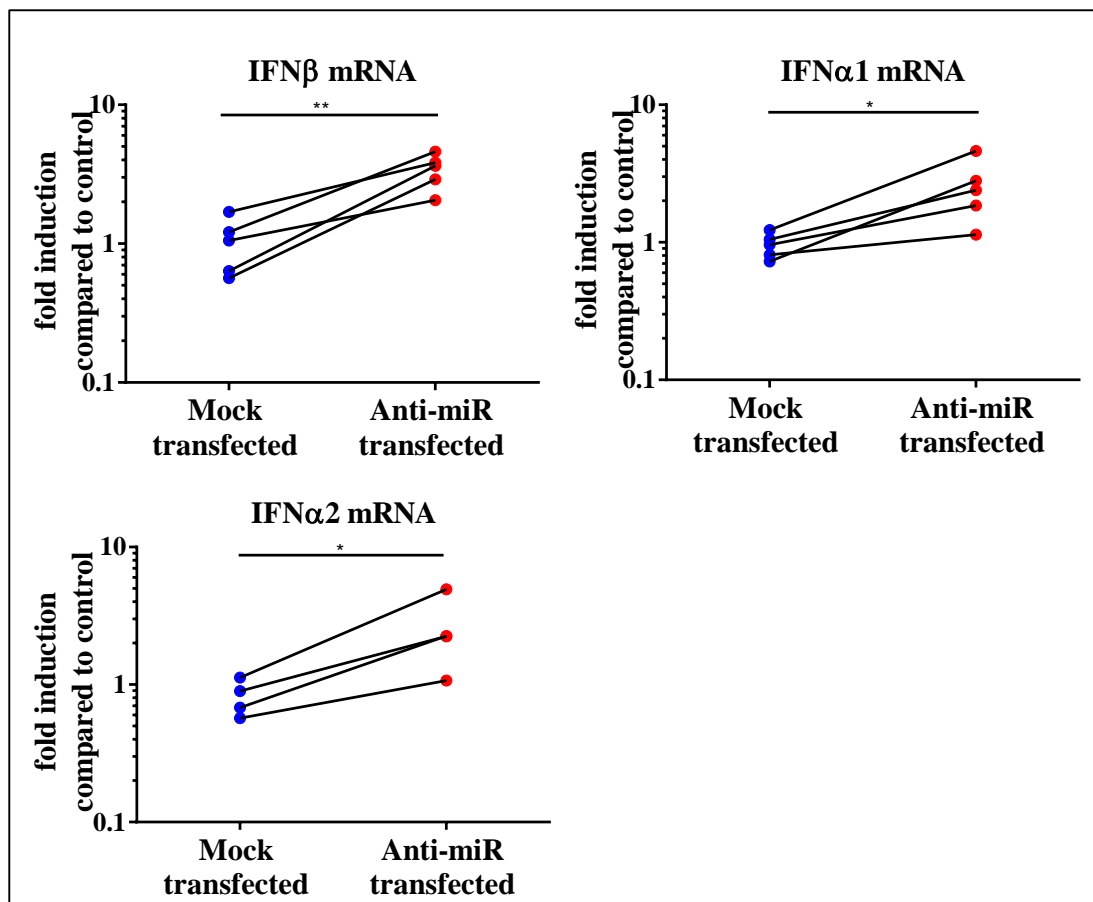 IFNβ mRNA
**
10
1
0.1
fold induction
compared to control
Mock
transfected
Anti-miR
transfected
IFNα1 mRNA
*
10
1
0.1
fold induction
compared to control
Mock
transfected
Anti-miR
transfected
IFNα2 mRNA
*
10
1
0.1
fold induction
compared to control
Mock
transfected
Anti-miR
transfected